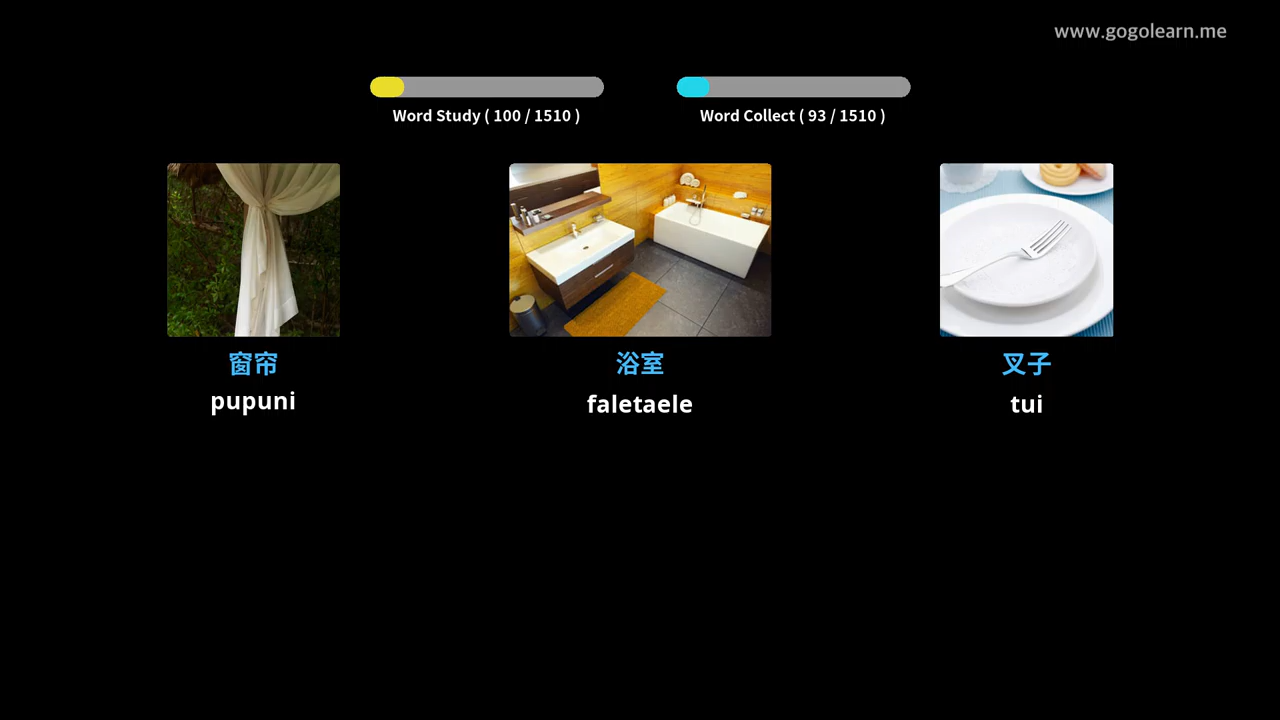 www.gogolearn.me
Word Study ( 100 / 1510 )
Word Collect ( 93 / 1510 )
窗帘
浴室
叉子
pupuni
faletaele
tui